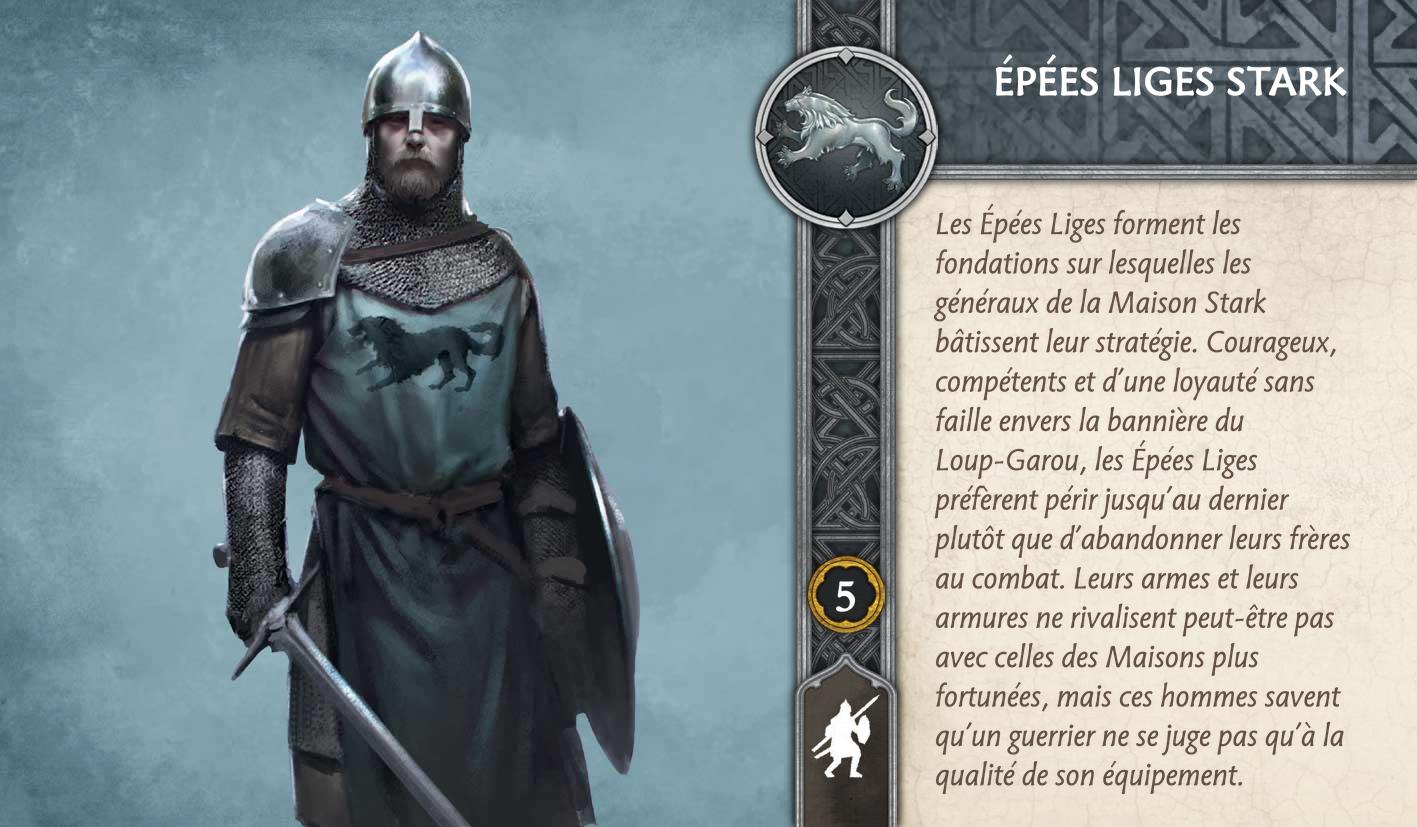 ÉPÉES LIGES STARK
Les Épées Liges forment les
fondations sur lesquelles les
généraux de la Maison Stark
bâtissent leur stratégie. Courageux,
compétents et d’une loyauté sans
faille envers la bannière du
Loup-Garou, les Épées Liges
préfèrent périr jusqu’au dernier
plutôt que d’abandonner leurs frères
au combat. Leurs armes et leurs
armures ne rivalisent peut-être pas
avec celles des Maisons plus
fortunées, mais ces hommes savent
qu’un guerrier ne se juge pas qu’à la
qualité de son équipement.
5